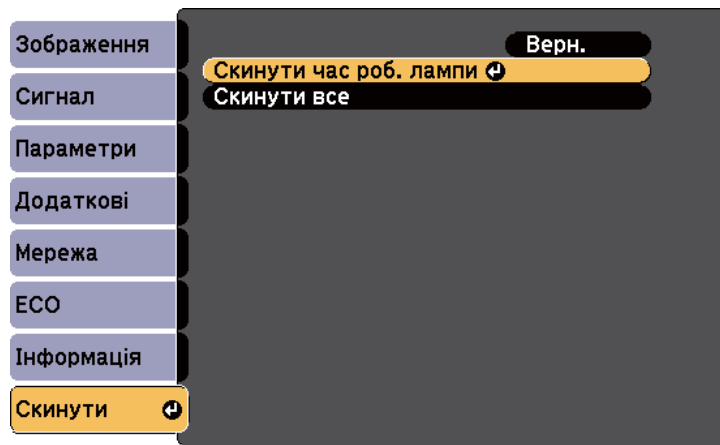 Зображення
Сигнал
Параметри
Додаткові
Мережа
ECO
Інформація
Скинути
Верн.
Скинути час роб. лампи
Скинути все